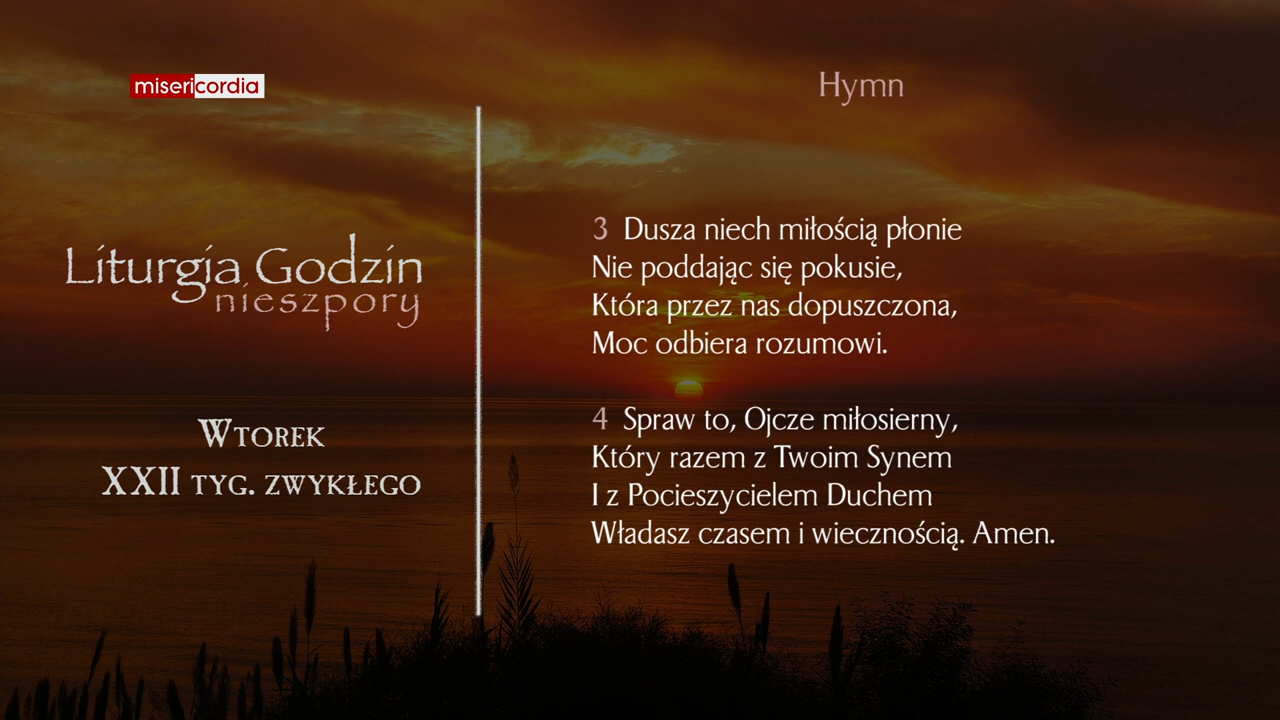 misericordia
Liturgia Godzin
nieszpory
Wtorek
XXII tyg. zwykłego
Hymn
3 Dusza niech miłością płonie
Nie poddając się pokusie,
Która przez nas dopuszczona,
Moc odbiera rozumowi.
4 Spraw to, Ojcze miłosierny,
Który razem z Twoim Synem
I z Pocieszycielem Duchem
Władasz czasem i wiecznością. Amen.